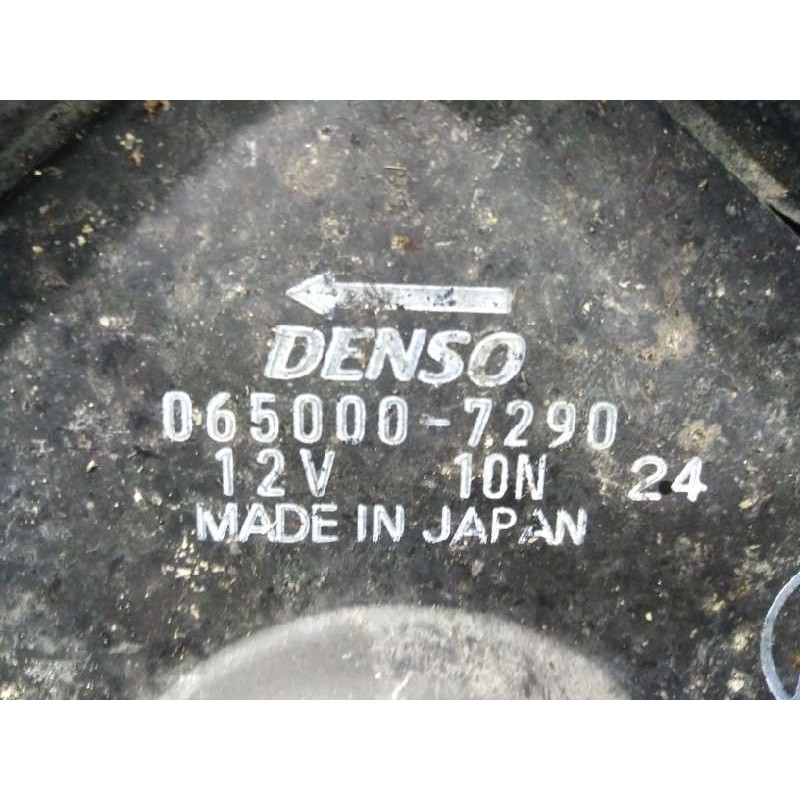 DENSO
065000-7290
12V 10N 24
MADE IN JAPAN